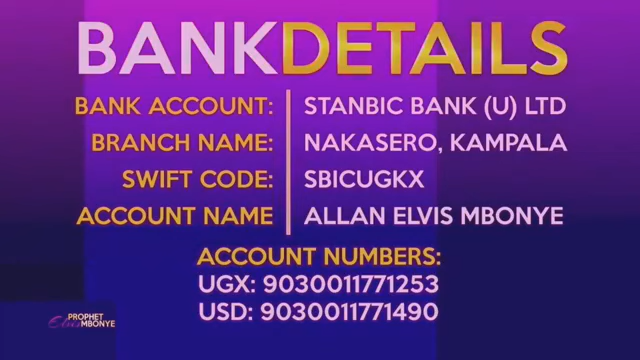 BANKDETAILS
BANK ACCOUNT: STANBIC BANK (U) LTD
BRANCH NAME: NAKASERO, KAMPALA
SWIFT CODE: SBICUGKX
ACCOUNT NAME ALLAN ELVIS MBONYE
ACCOUNT NUMBERS:
UGX: 9030011771253
USD: 9030011771490
PROPHET
Elvis MBONYE